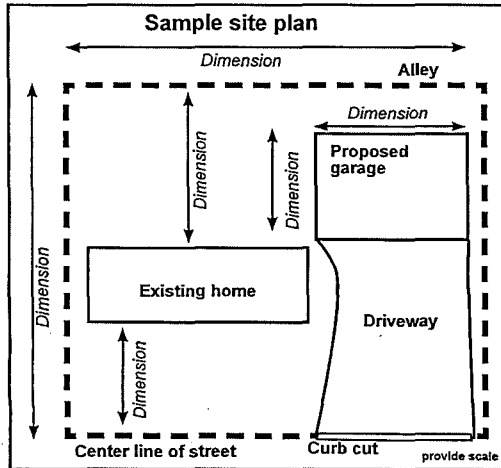 Sample site plan
Dimension
Alley
Dimension
Proposed
garage
Dimension
Dimension
Dimension
Existing home
Driveway
Dimension
Center line of street
Curb cut
provide scale